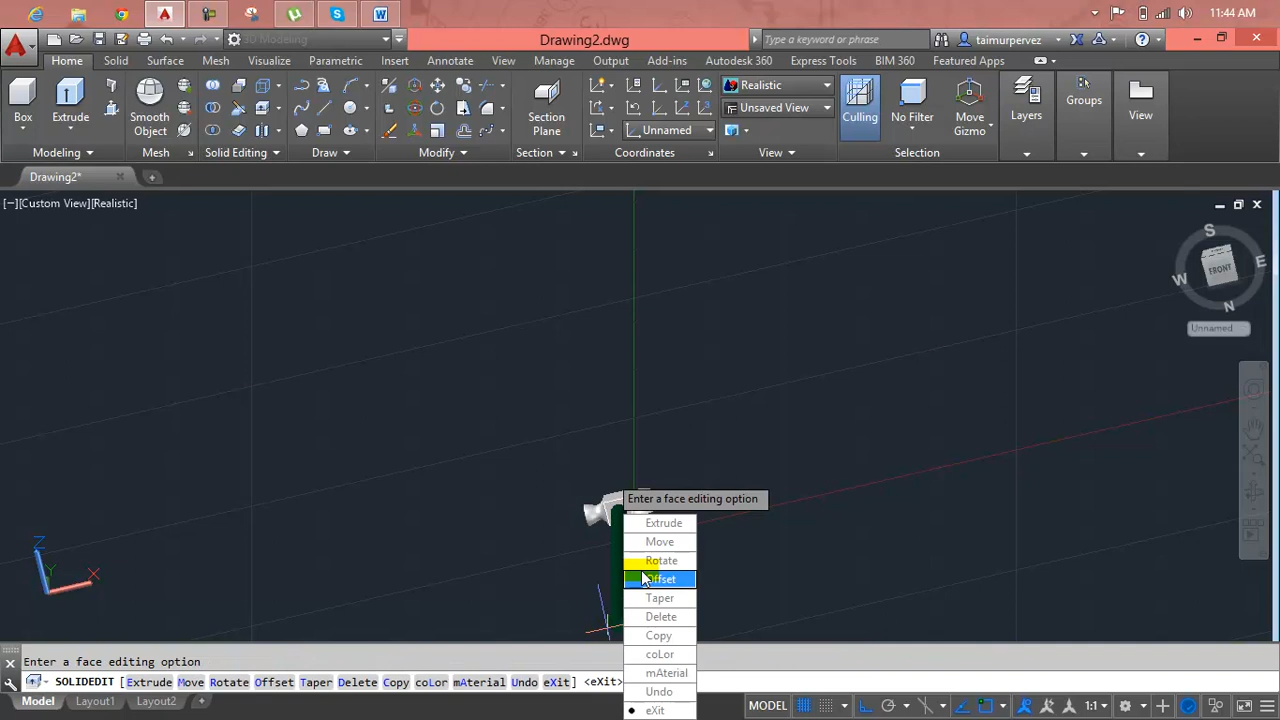 11:44 AM
3D Modeling
Drawing2.dwg
Type a keyword or phrase
taimurpervez
Home Solid Surface Mesh Visualize Parametric Insert Annotate View Manage Output Add-ins Autodesk 360 Express Tools BIM 360 Featured Apps
Box
Extrude
Smooth
Object
Section
Plane
Realistic
Unsaved View
Unnamed
Culling
No Filter
Move
Gizmo
Layers
Groups
View
Modeling
Mesh
Solid Editing
Draw
Modify
Section
Coordinates
View
Selection
Drawing2*
[−][Custom View][Realistic]
S
W
E
N
FRONT
Unnamed
Z
Y
X
Enter a face editing option
Extrude
Move
Rotate
Offset
Taper
Delete
Copy
coLor
mAterial
Undo
eXit
Enter a face editing option
SOLIDEDIT [Extrude Move Rotate Offset Taper Delete Copy coLor mAterial Undo eXit] <eXit>
Model Layout1 Layout2 +
MODEL